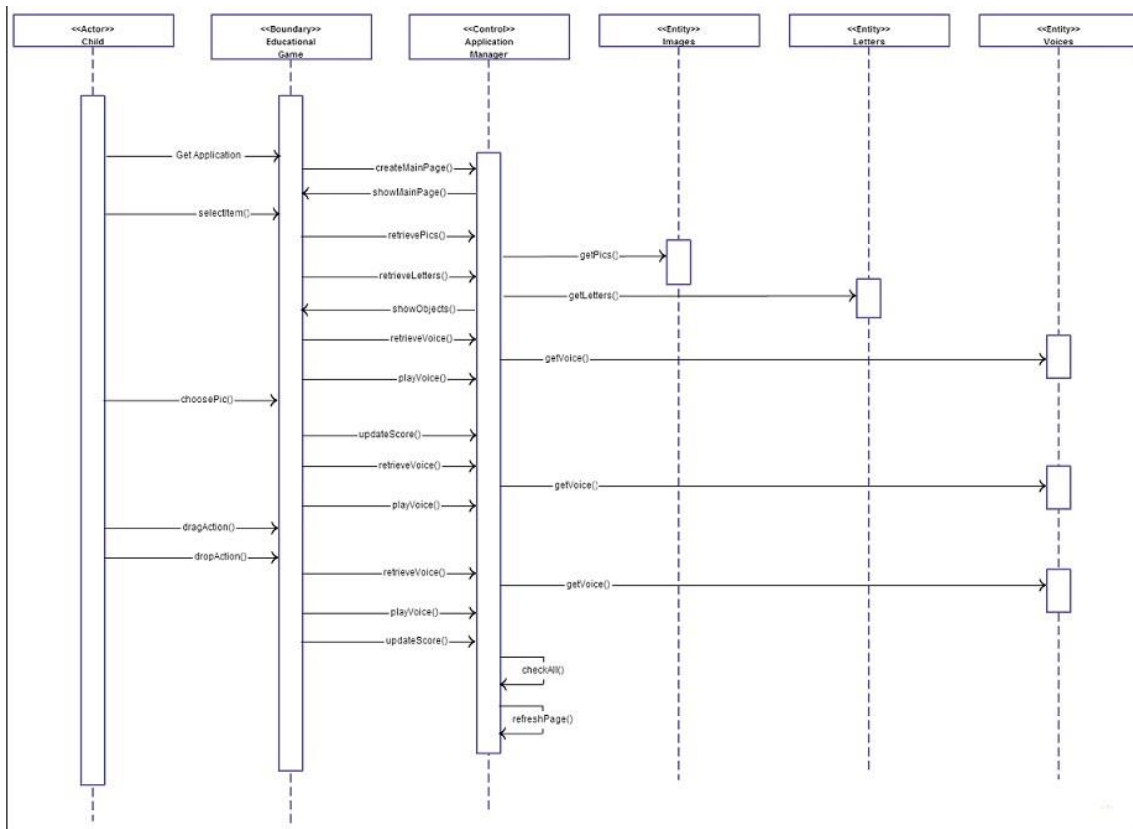 <<Actor>>
Child
<<Boundary>>
Educational
Game
<<Control>>
Application
Manager
<<Entity>>
Images
<<Entity>>
Letters
<<Entity>>
Voices
Get Application
createMainPage()
showMainPage()
selectItem()
retrievePics()
getPics()
retrieveLetters()
getLetters()
showObjects()
retrieveVoice()
getVoice()
playVoice()
choosePic()
updateScore()
retrieveVoice()
getVoice()
playVoice()
dragAction()
dropAction()
retrieveVoice()
getVoice()
playVoice()
updateScore()
checkAll()
refreshPage()